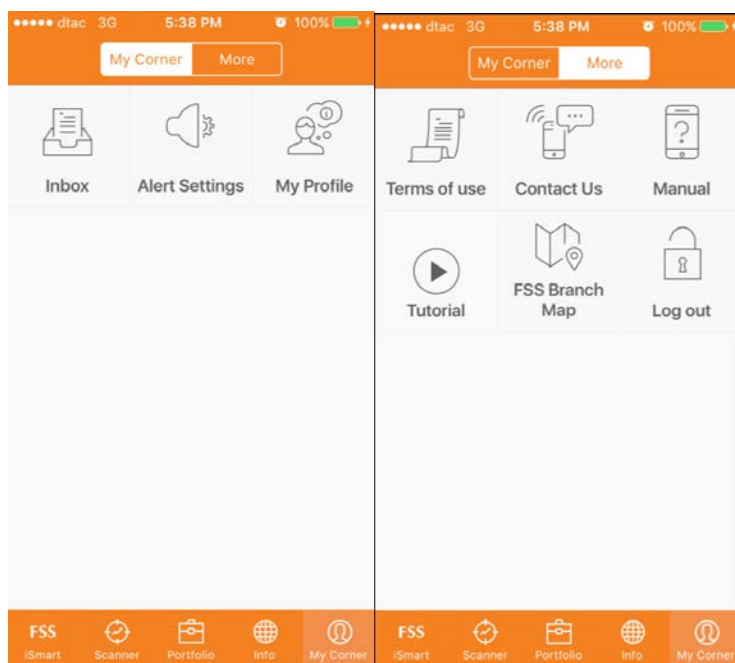 dtac 3G 5:38 PM 100%
My Corner More
Inbox Alert Settings My Profile
FSS
iSmart Scanner Portfolio Info My Corner
dtac 3G 5:38 PM 100%
My Corner More
Terms of use Contact Us Manual
Tutorial FSS Branch Map Log out
FSS
iSmart Scanner Portfolio Info My Corner